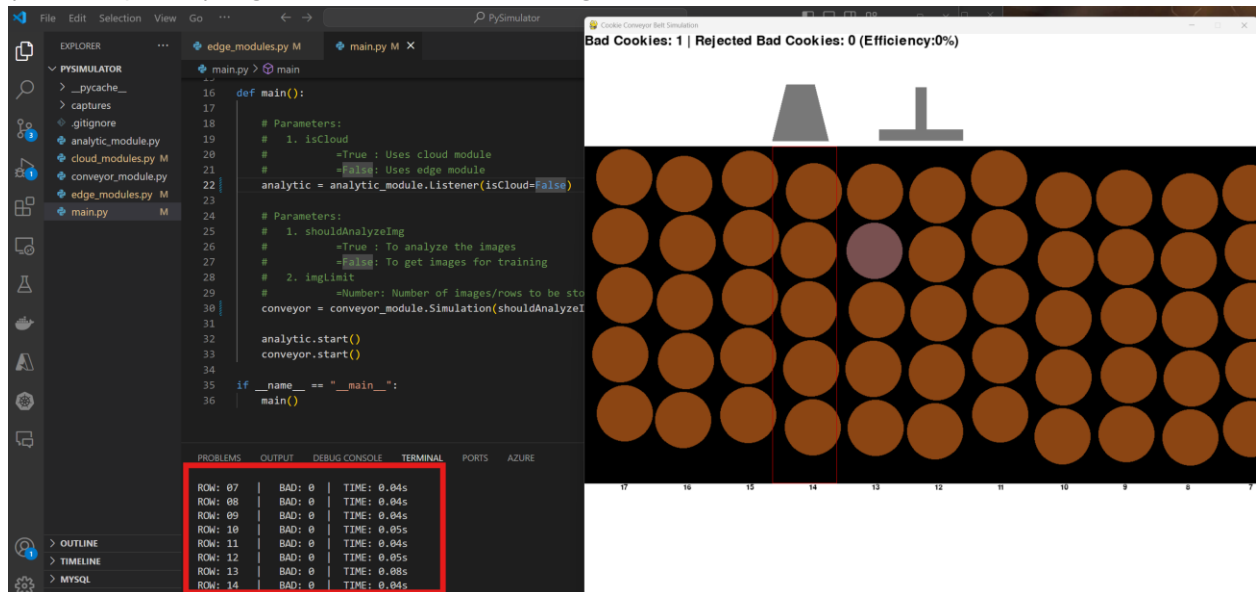 File Edit Selection View Go ··· PySimulator
EXPLORER ···
PYSIMULATOR
__pycache__
captures
.gitignore
analytic_module.py
cloud_modules.py M
conveyor_module.py
edge_modules.py M
main.py M
OUTLINE
TIMELINE
MYSQL
3
1
1
edge_modules.py M main.py M
main.py > main
16 def main():
17
18 # Parameters:
19 # 1. isCloud
20 # =True : Uses cloud module
21 # =False: Uses edge module
22 analytic = analytic_module.Listener(isCloud=False)
23
24 # Parameters:
25 # 1. shouldAnalyzeImg
26 # =True : To analyze the images
27 # =False: To get images for training
28 # 2. imgLimit
29 # =Number: Number of images/rows to be sto
30 conveyor = conveyor_module.Simulation(shouldAnalyzeI
31
32 analytic.start()
33 conveyor.start()
34
35 if __name__ == "__main__":
36 main()
PROBLEMS OUTPUT DEBUG CONSOLE TERMINAL PORTS AZURE
ROW: 07 | BAD: 0 | TIME: 0.04s
ROW: 08 | BAD: 0 | TIME: 0.04s
ROW: 09 | BAD: 0 | TIME: 0.04s
ROW: 10 | BAD: 0 | TIME: 0.05s
ROW: 11 | BAD: 0 | TIME: 0.04s
ROW: 12 | BAD: 0 | TIME: 0.05s
ROW: 13 | BAD: 0 | TIME: 0.08s
ROW: 14 | BAD: 0 | TIME: 0.04s
Cookie Conveyor Belt Simulation
Bad Cookies: 1 | Rejected Bad Cookies: 0 (Efficiency:0%)
17 16 15 14 13 12 11 10 9 8 7